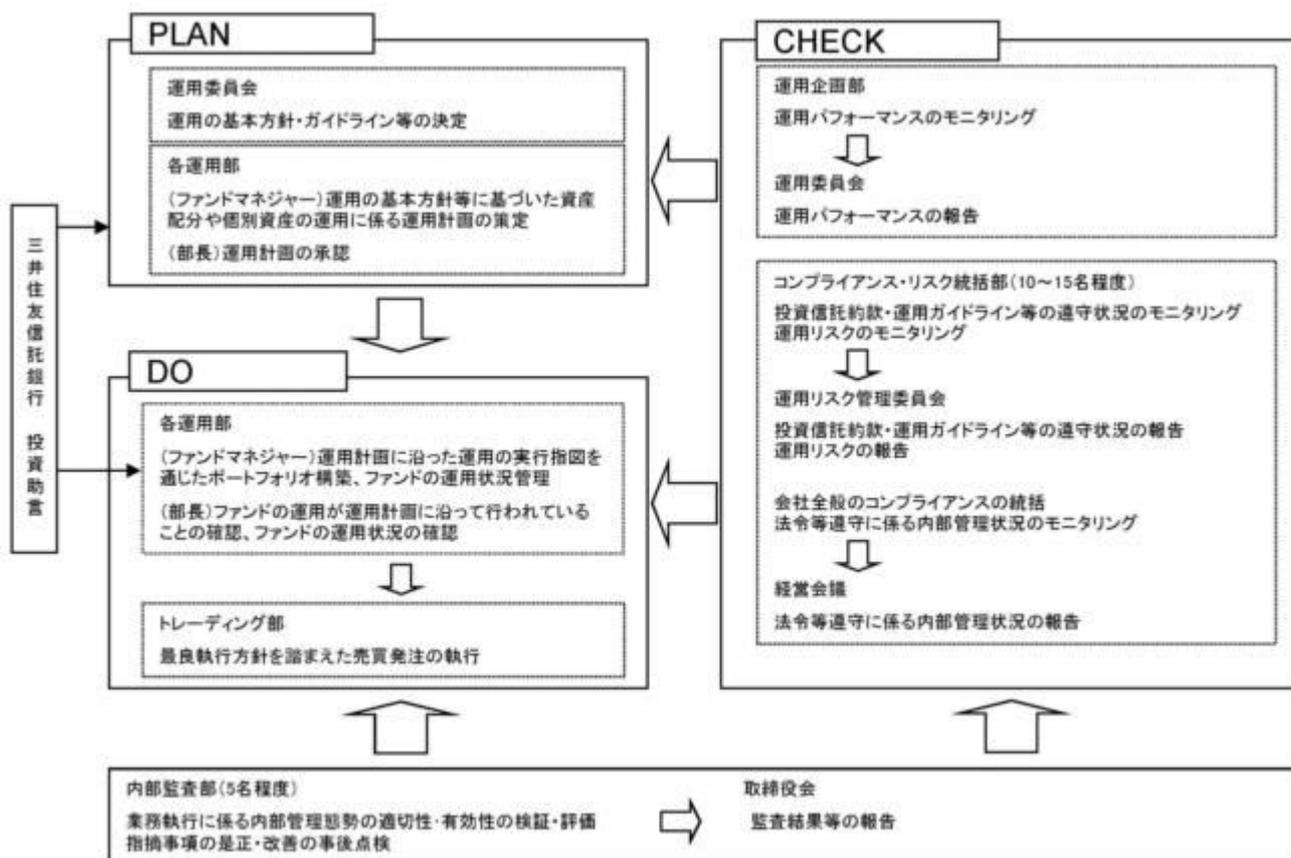 PLAN
運用委員会
運用の基本方針・ガイドライン等の決定
各運用部
(ファンドマネジャー)運用の基本方針等に基づいた資産
配分や個別資産の運用に係る運用計画の策定
(部長)運用計画の承認
三井住友信託銀行 投資助言
DO
各運用部
(ファンドマネジャー)運用計画に沿った運用の実行指図を
通じたポートフォリオ構築、ファンドの運用状況管理
(部長)ファンドの運用が運用計画に沿って行われている
ことの確認、ファンドの運用状況の確認
トレーディング部
最良執行方針を踏まえた売買発注の執行
CHECK
運用企画部
運用パフォーマンスのモニタリング
運用委員会
運用パフォーマンスの報告
コンプライアンス・リスク統括部(10~15名程度)
投資信託約款・運用ガイドライン等の遵守状況のモニタリング
運用リスクのモニタリング
運用リスク管理委員会
投資信託約款・運用ガイドライン等の遵守状況の報告
運用リスクの報告
会社全般のコンプライアンスの統括
法令等遵守に係る内部管理状況のモニタリング
経営会議
法令等遵守に係る内部管理状況の報告
内部監査部(5名程度)
業務執行に係る内部管理態勢の適切性・有効性の検証・評価
指摘事項の是正・改善の事後点検
取締役会
監査結果等の報告